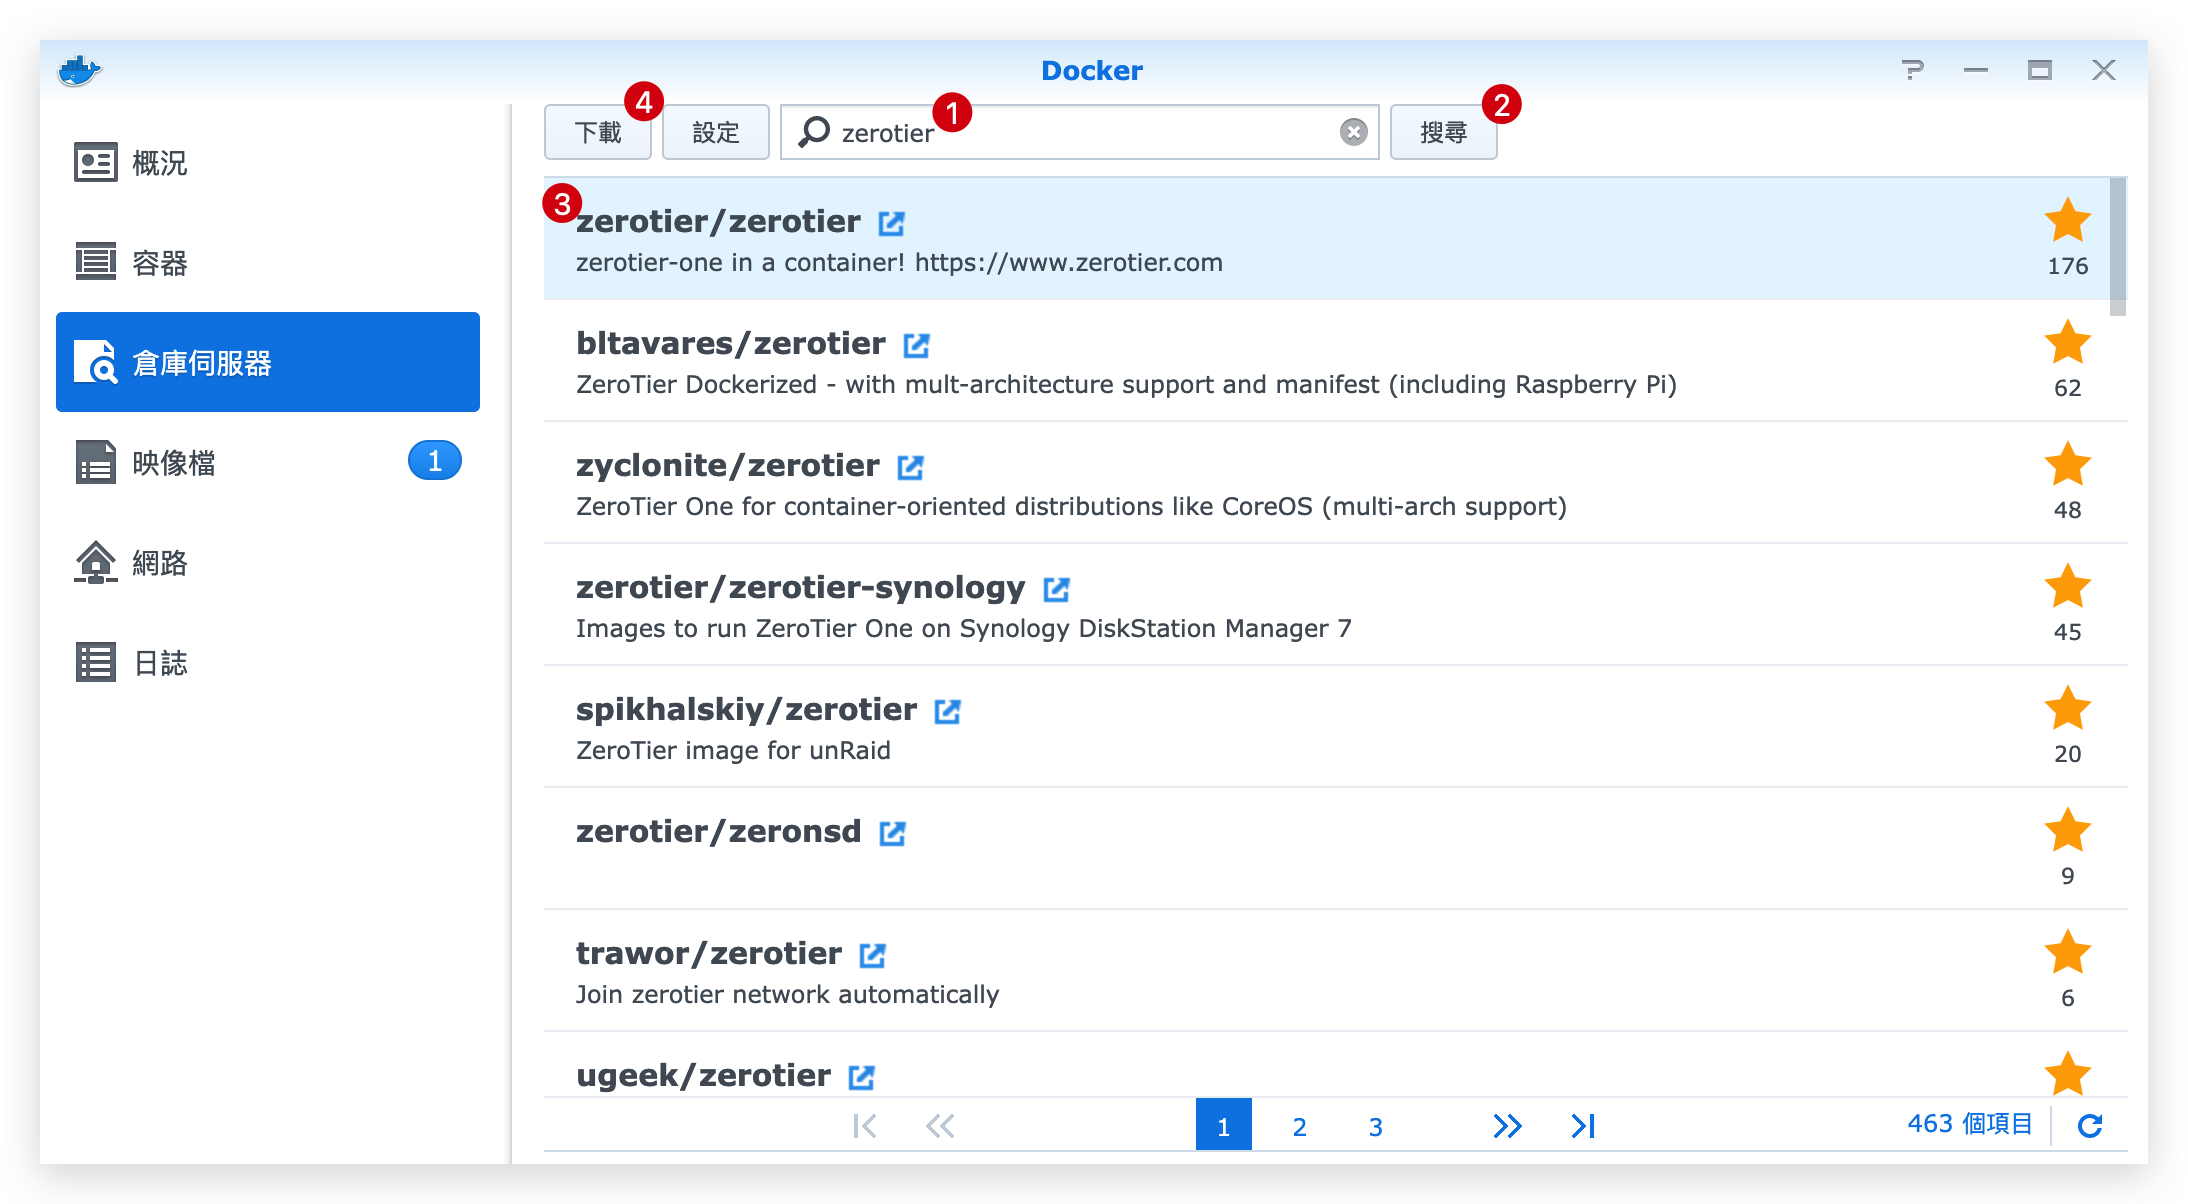 Docker
概況
容器
倉庫伺服器
映像檔 1
網路
日誌
下載 4 設定 zerotier 1 搜尋 2
3
zerotier/zerotier
zerotier-one in a container! https://www.zerotier.com
176
bltavares/zerotier
ZeroTier Dockerized - with mult-architecture support and manifest (including Raspberry Pi)
62
zyclonite/zerotier
ZeroTier One for container-oriented distributions like CoreOS (multi-arch support)
48
zerotier/zerotier-synology
Images to run ZeroTier One on Synology DiskStation Manager 7
45
spikhalskiy/zerotier
ZeroTier image for unRaid
20
zerotier/zeronsd
9
trawor/zerotier
Join zerotier network automatically
6
ugeek/zerotier
1 2 3 463 個項目